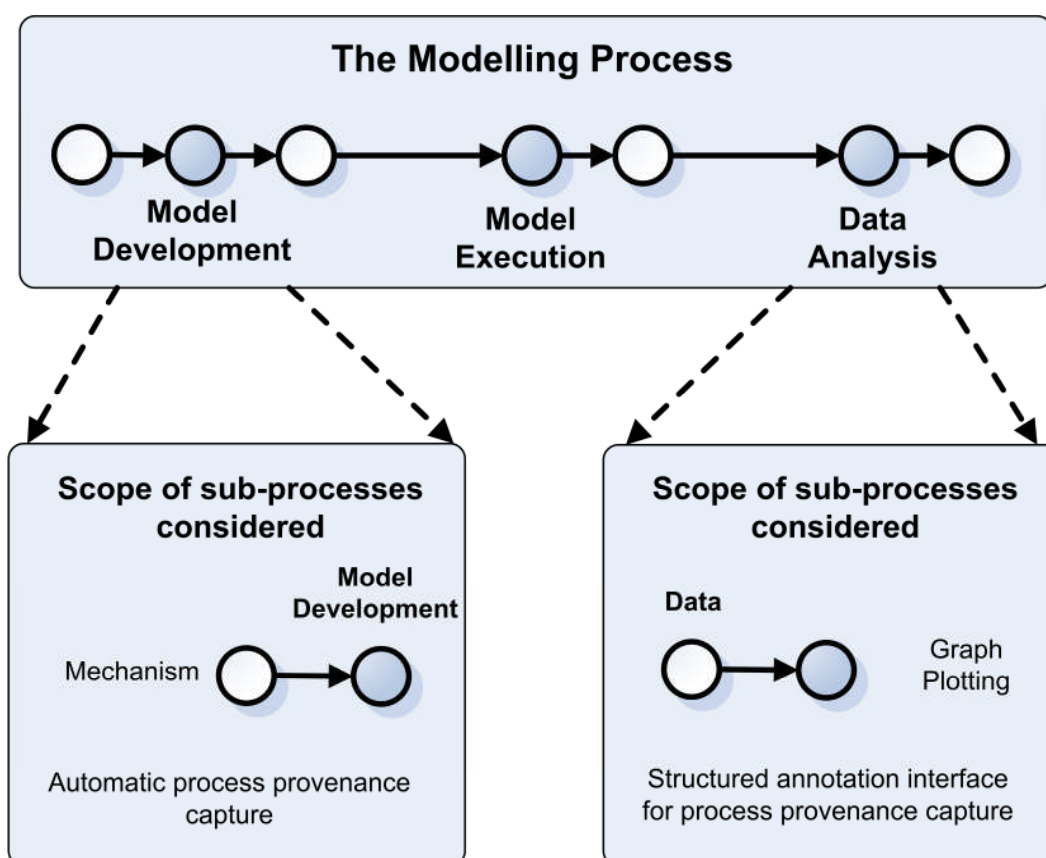 The Modelling Process
Model
Development
Model
Execution
Data
Analysis
Scope of sub-processes
considered
Model
Development
Mechanism
Automatic process provenance
capture
Scope of sub-processes
considered
Data
Graph
Plotting
Structured annotation interface
for process provenance capture